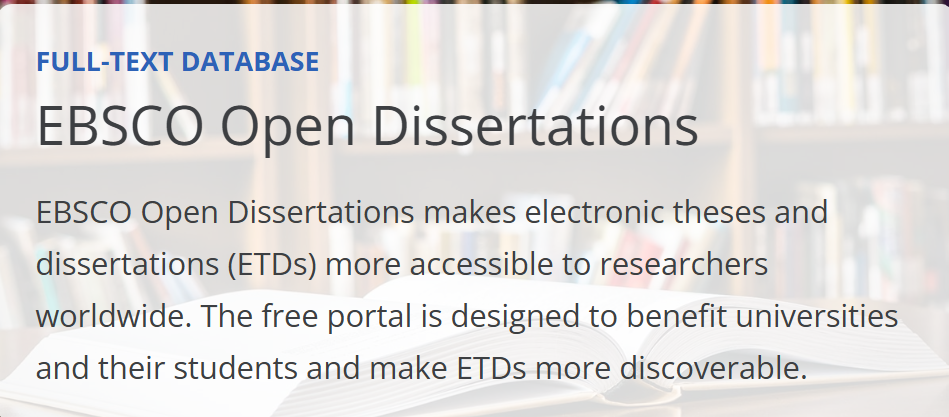 FULL-TEXT DATABASE
EBSCO Open Dissertations
EBSCO Open Dissertations makes electronic theses and
dissertations (ETDs) more accessible to researchers
worldwide. The free portal is designed to benefit universities
and their students and make ETDs more discoverable.